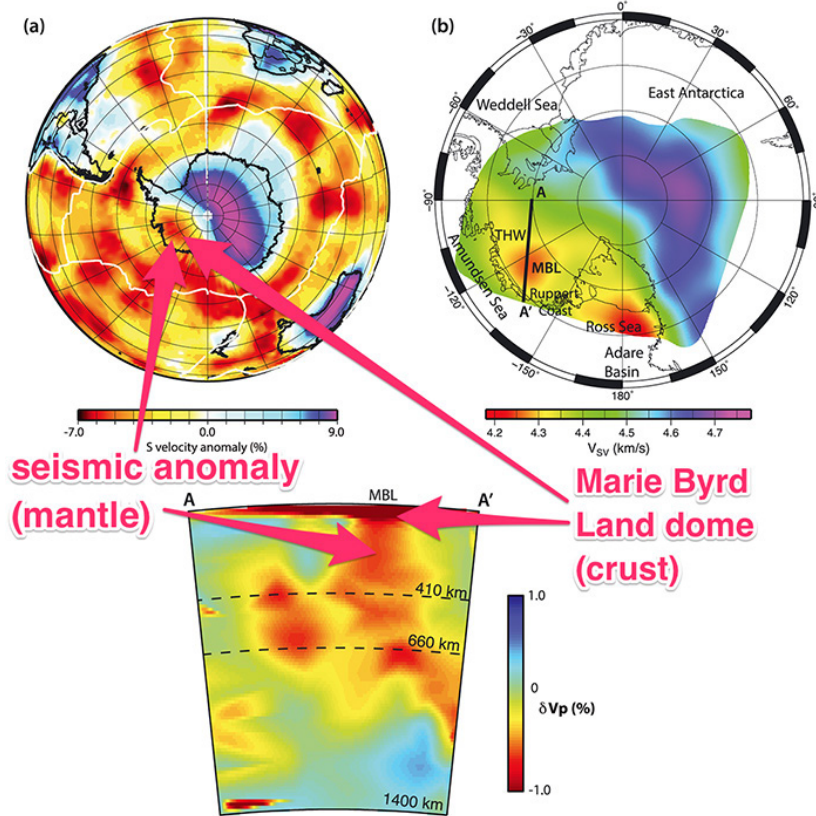 (a)
(b)
0°
30°
60°
90°
120°
150°
180°
-150°
-120°
-90°
-60°
-30°
Weddell Sea
East Antarctica
A
THW
MBL
Amundsen Sea
Ruppert
Coast
A'
Ross Sea
Adare
Basin
-7.0 0.0 9.0
S velocity anomaly (%)
4.2 4.3 4.4 4.5 4.6 4.7
VSV (km/s)
seismic anomaly
(mantle)
Marie Byrd
Land dome
(crust)
A MBL A'
410 km
660 km
1400 km
1.0
0
-1.0
δVp (%)